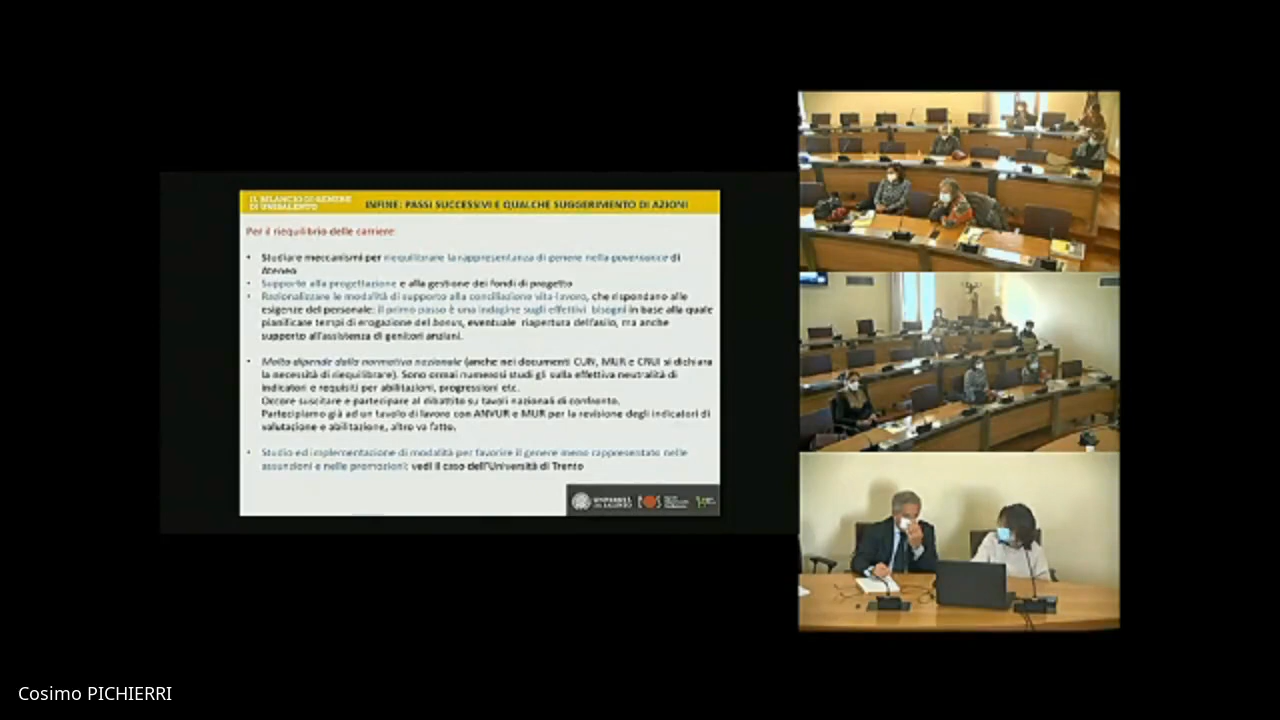 IL BILANCIO DI GENERE
DI UNISALENTO
INFINE: PASSI SUCCESSIVI E QUALCHE SUGGERIMENTO DI AZIONI
Per il riequilibrio delle carriere:
• Studiare meccanismi per riequilibrare la rappresentanza di genere nella governance di
Ateneo
• Supporto alla progettazione e alla gestione dei fondi di progetto
• Razionalizzare le modalità di supporto alla conciliazione vita-lavoro, che rispondano alle
esigenze del personale: il primo passo è una indagine sugli effettivi bisogni in base alla quale
pianificare tempi di erogazione del bonus, eventuale riapertura dell'asilo, ma anche
supporto all'assistenza di genitori anziani.
• Molto dipende dalla normativa nazionale (anche nei documenti CUN, MUR e CRUI si dichiara
la necessità di riequilibrare). Sono ormai numerosi studi gli sulla effettiva neutralità di
indicatori e requisiti per abilitazioni, progressioni etc.
Occore suscitare e partecipare al dibattito su tavoli nazionali di confronto.
Partecipiamo già ad un tavolo di lavoro con ANVUR e MUR per la revisione degli indicatori di
valutazione e abilitazione, altro va fatto.
• Studio ed implementazione di modalità per favorire il genere meno rappresentato nelle
assunzioni e nelle promozioni: vedi il caso dell'Università di Trento
UNIVERSITÀ
DEL SALENTO
Cosimo PICHIERRI